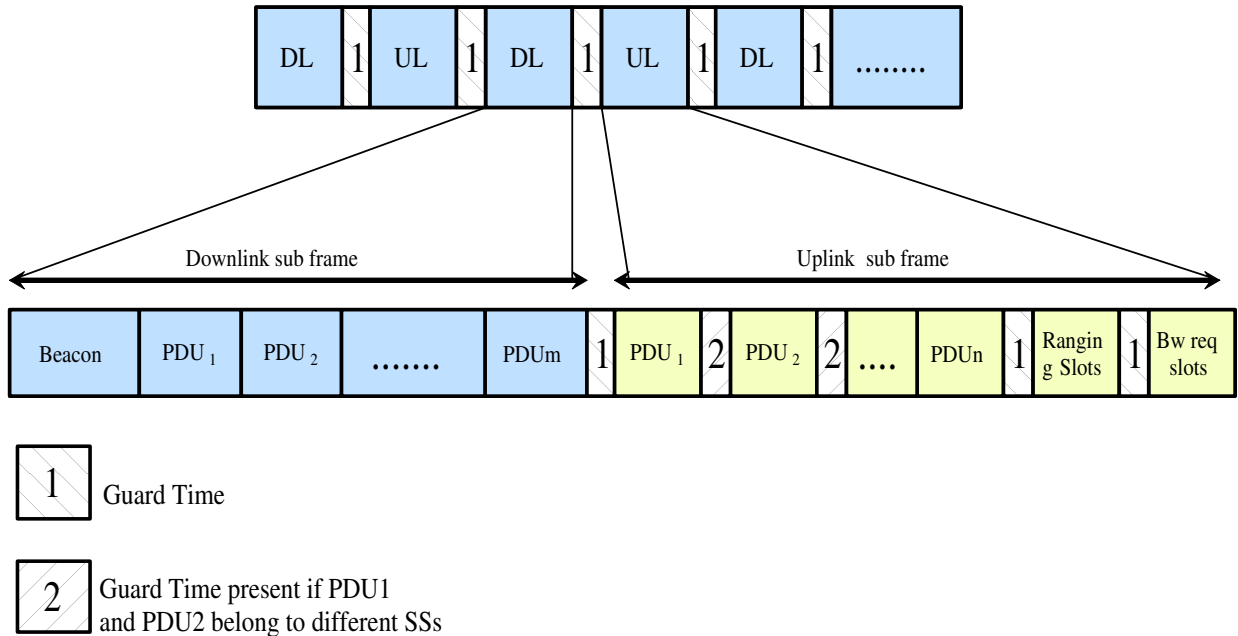 DL 1 UL 1 DL 1 UL 1 DL 1 ........
Downlink sub frame
Uplink sub frame
Beacon PDU 1 PDU 2 ....... PDUm 1 PDU 1 2 PDU 2 2 .... PDUn 1 Rangin 1 Bw req
g Slots slots
1 Guard Time
2 Guard Time present if PDU1
and PDU2 belong to different SSs